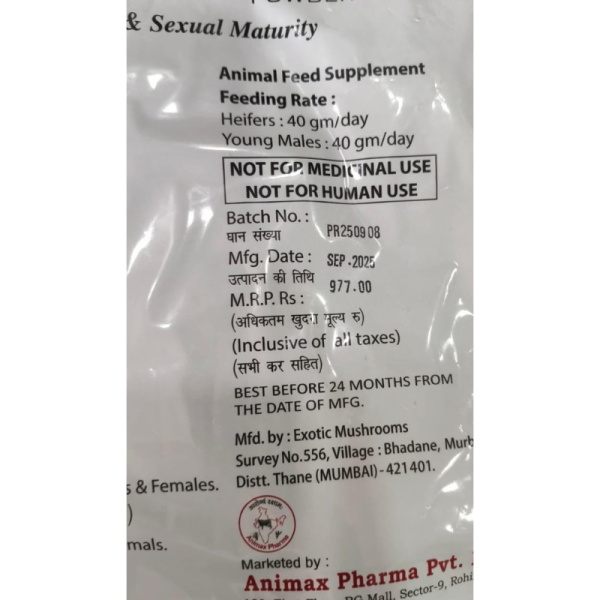 & Sexual Maturity
Animal Feed Supplement
Feeding Rate :
Heifers : 40 gm/day
Young Males : 40 gm/day
NOT FOR MEDICINAL USE
NOT FOR HUMAN USE
Batch No. :
घान संख्या PR250908
Mfg. Date : SEP-2025
उत्पादन की तिथि
M.R.P. Rs : 977.00
(अधिकतम खुदरा मूल्य रु)
(Inclusive of all taxes)
(सभी कर सहित)
BEST BEFORE 24 MONTHS FROM
THE DATE OF MFG.
Mfd. by : Exotic Mushrooms
Survey No.556, Village : Bhadane,
Distt. Thane (MUMBAI) - 421401.
& Females.
)
Animax Pharma
Marketed by :
Animax Pharma Pvt.
Mall, Sector-9,